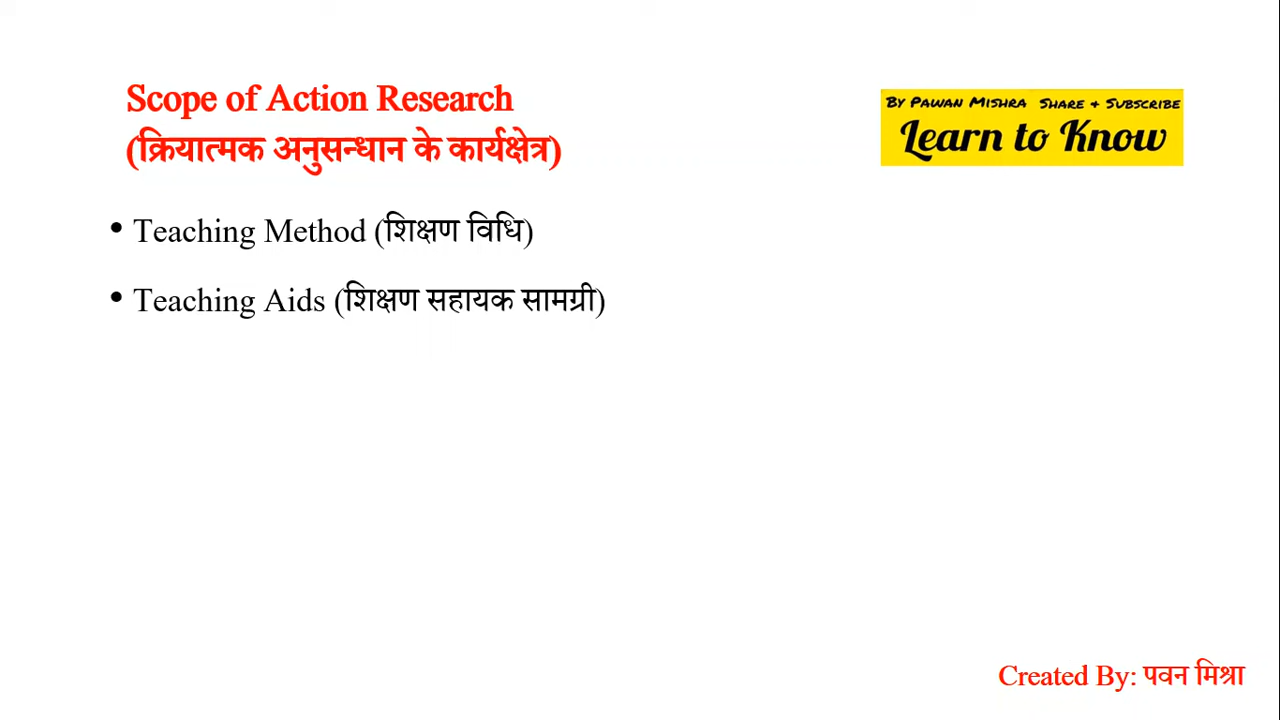 Scope of Action Research
(क्रियात्मक अनुसन्धान के कार्यक्षेत्र)
By Pawan Mishra Share & Subscribe
Learn to Know
• Teaching Method (शिक्षण विधि)
• Teaching Aids (शिक्षण सहायक सामग्री)
Created By: पवन मिश्रा